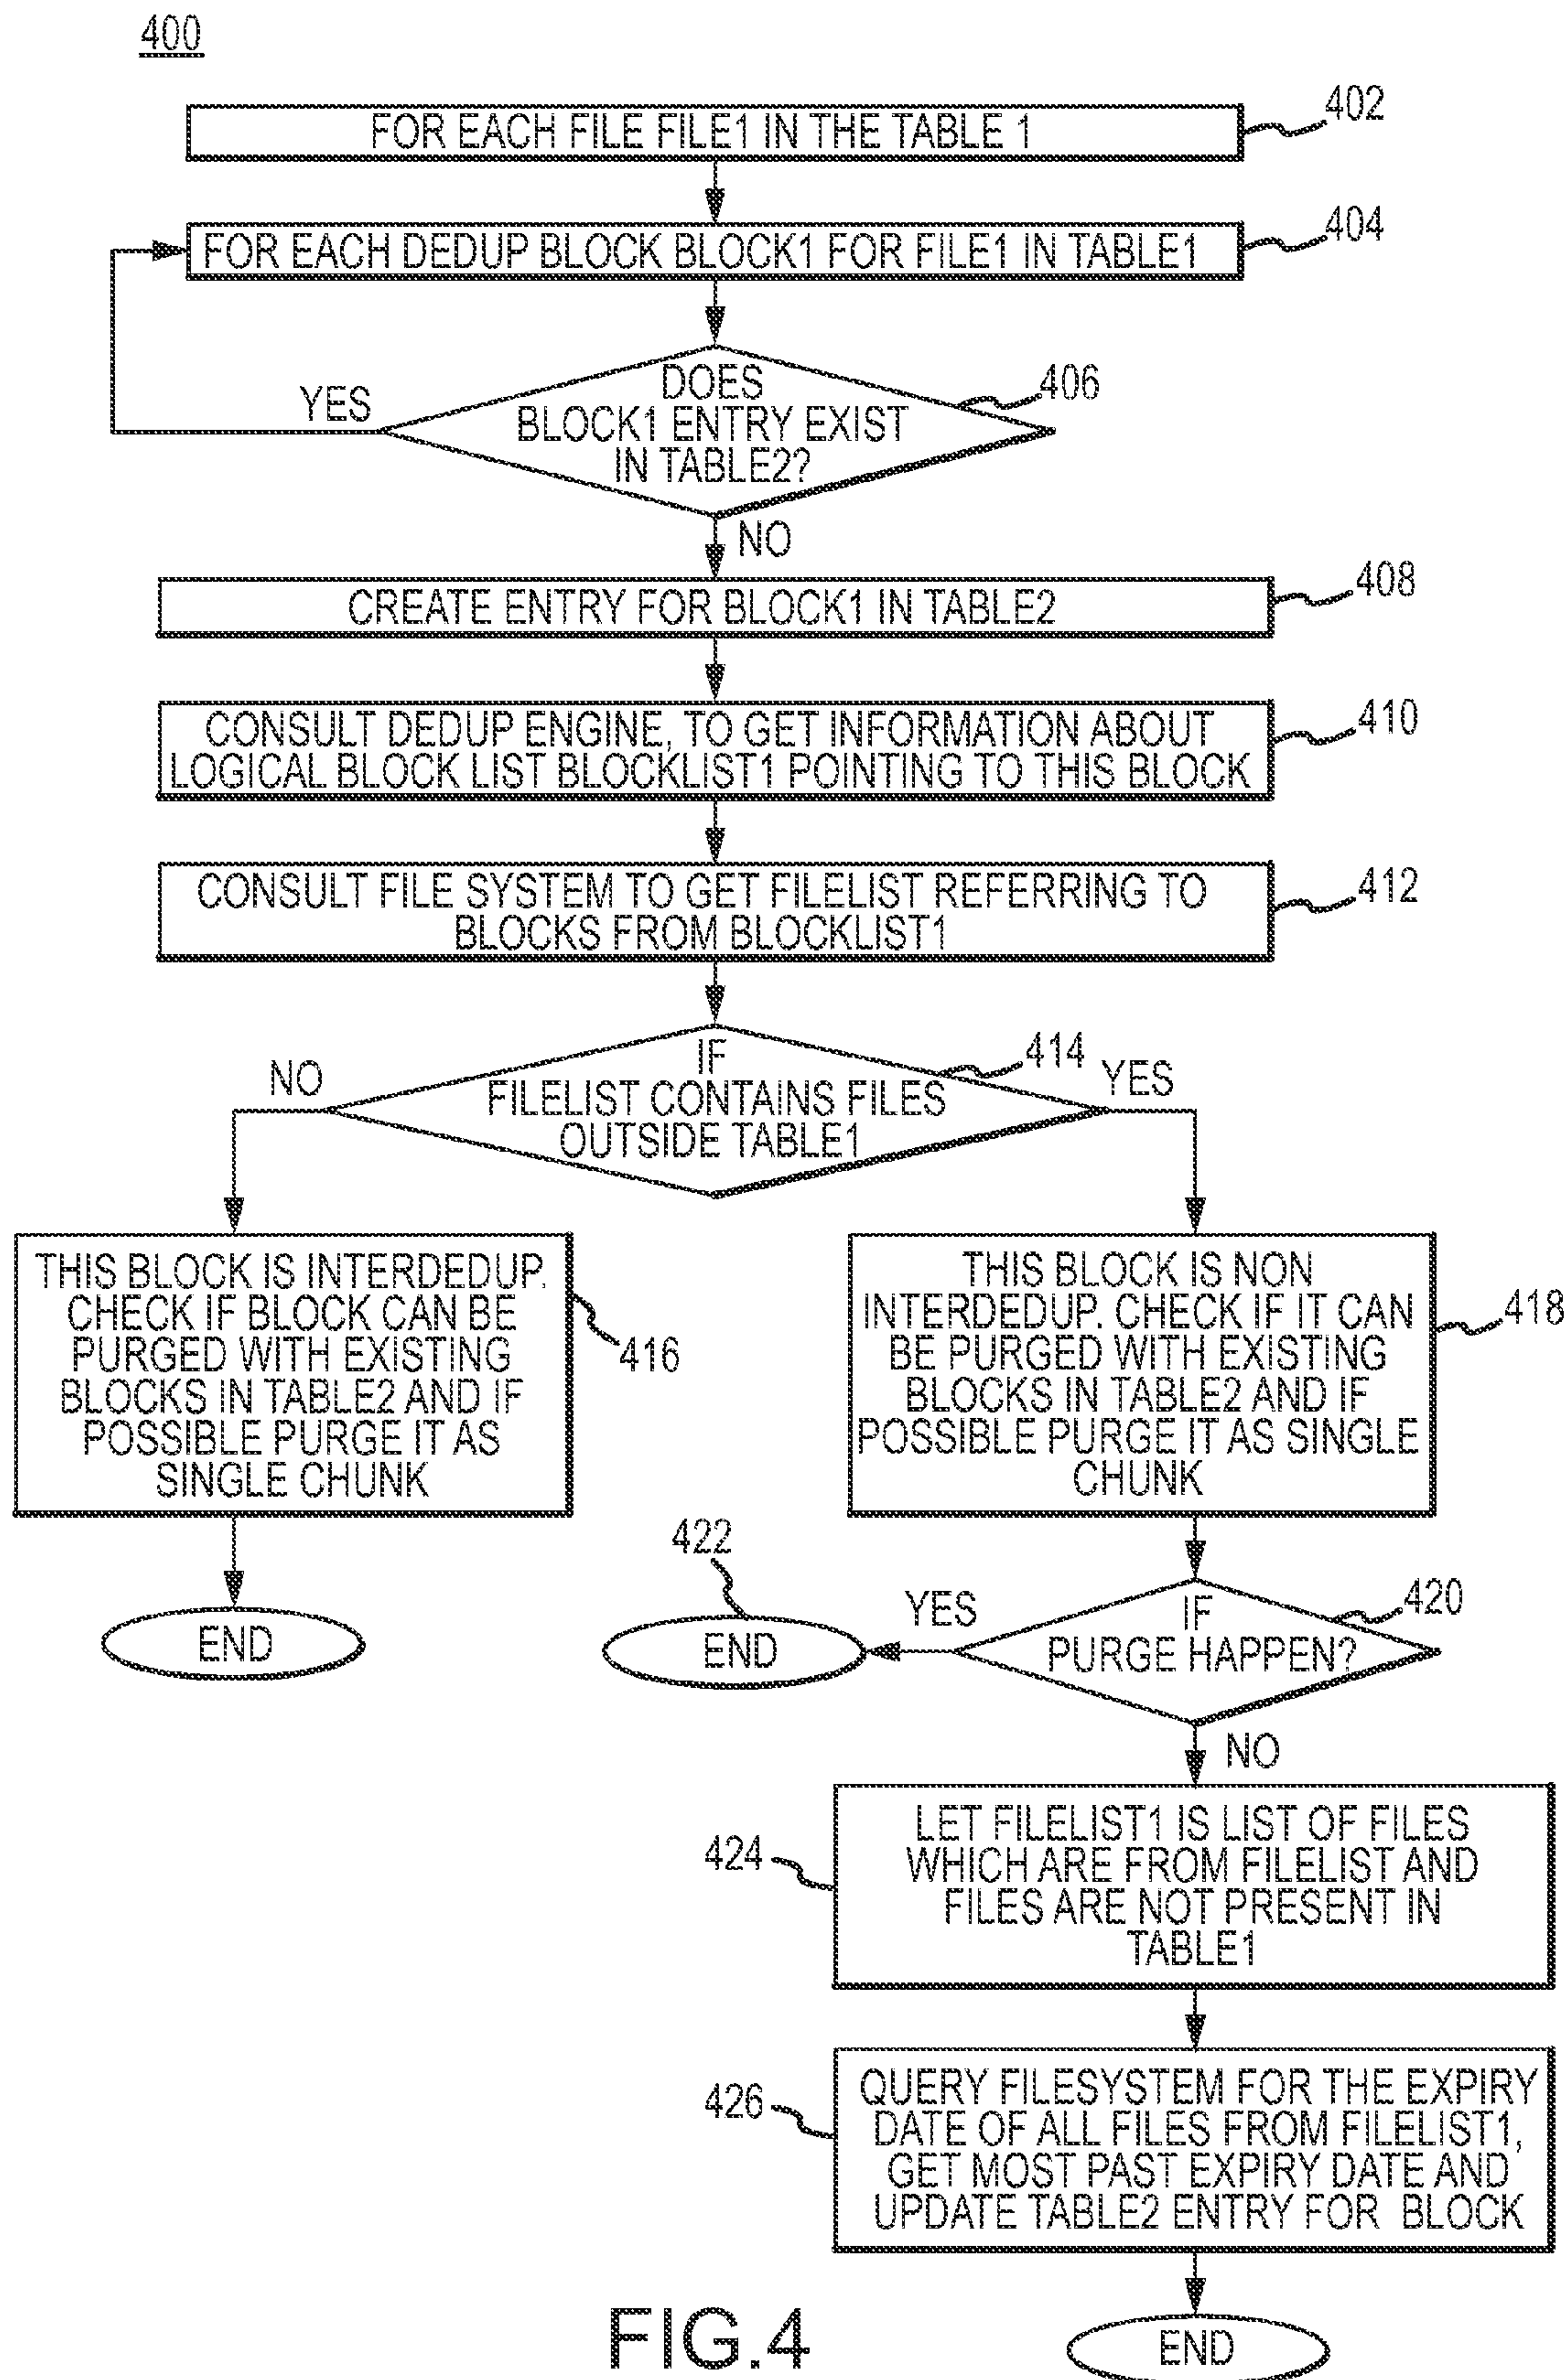 400
FOR EACH FILE FILE1 IN THE TABLE 1
402
FOR EACH DEDUP BLOCK BLOCK1 FOR FILE1 IN TABLE1
404
DOES
BLOCK1 ENTRY EXIST
IN TABLE2?
406
YES
NO
CREATE ENTRY FOR BLOCK1 IN TABLE2
408
CONSULT DEDUP ENGINE, TO GET INFORMATION ABOUT
LOGICAL BLOCK LIST BLOCKLIST1 POINTING TO THIS BLOCK
410
CONSULT FILE SYSTEM TO GET FILELIST REFERRING TO
BLOCKS FROM BLOCKLIST1
412
IF
FILELIST CONTAINS FILES
OUTSIDE TABLE1
414
NO
YES
THIS BLOCK IS INTERDEDUP.
CHECK IF BLOCK CAN BE
PURGED WITH EXISTING
BLOCKS IN TABLE2 AND IF
POSSIBLE PURGE IT AS
SINGLE CHUNK
416
THIS BLOCK IS NON
INTERDEDUP. CHECK IF IT CAN
BE PURGED WITH EXISTING
BLOCKS IN TABLE2 AND IF
POSSIBLE PURGE IT AS SINGLE
CHUNK
418
END
422
END
YES
IF
PURGE HAPPEN?
420
NO
LET FILELIST1 IS LIST OF FILES
WHICH ARE FROM FILELIST AND
FILES ARE NOT PRESENT IN
TABLE1
424
QUERY FILESYSTEM FOR THE EXPIRY
DATE OF ALL FILES FROM FILELIST1,
GET MOST PAST EXPIRY DATE AND
UPDATE TABLE2 ENTRY FOR BLOCK
426
END
FIG.4